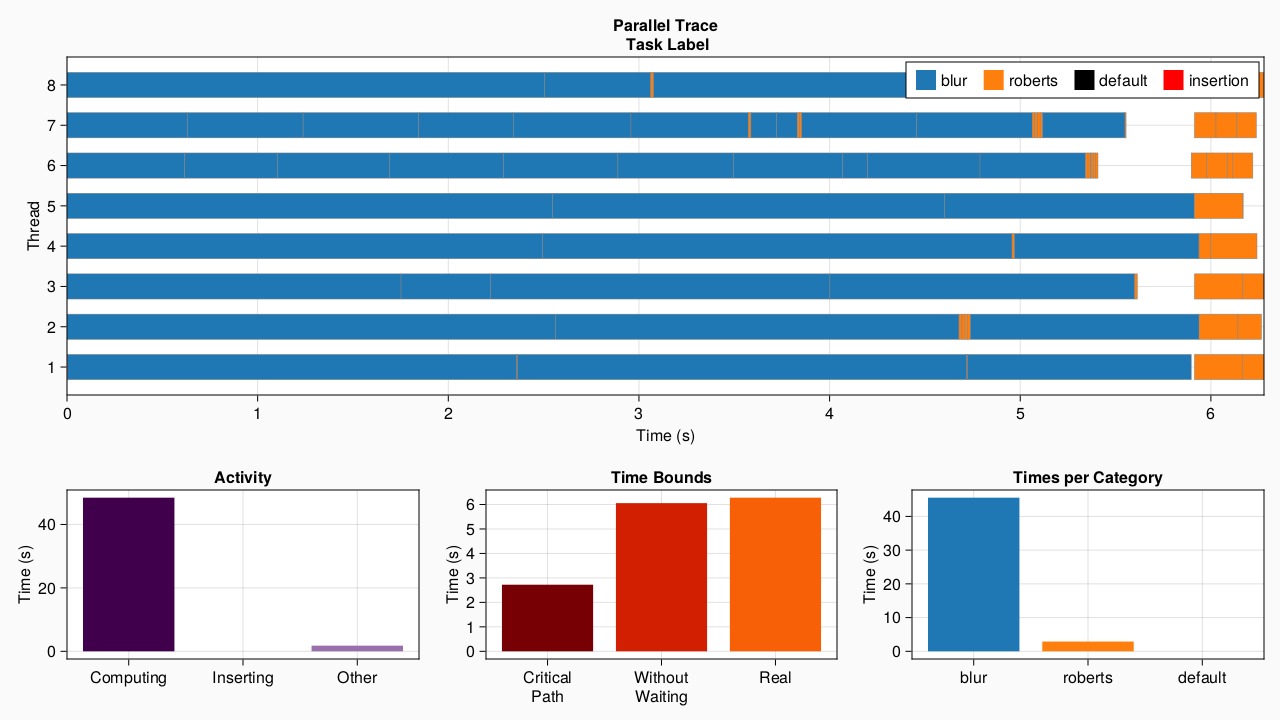 Parallel Trace
Task Label
blur roberts default insertion
Thread
8
7
6
5
4
3
2
1
0 1 2 3 4 5 6
Time (s)
Activity
Time (s)
40
20
0
Computing Inserting Other
Time Bounds
Time (s)
6
5
4
3
2
1
0
Critical Path Without Waiting Real
Times per Category
Time (s)
40
30
20
10
0
blur roberts default